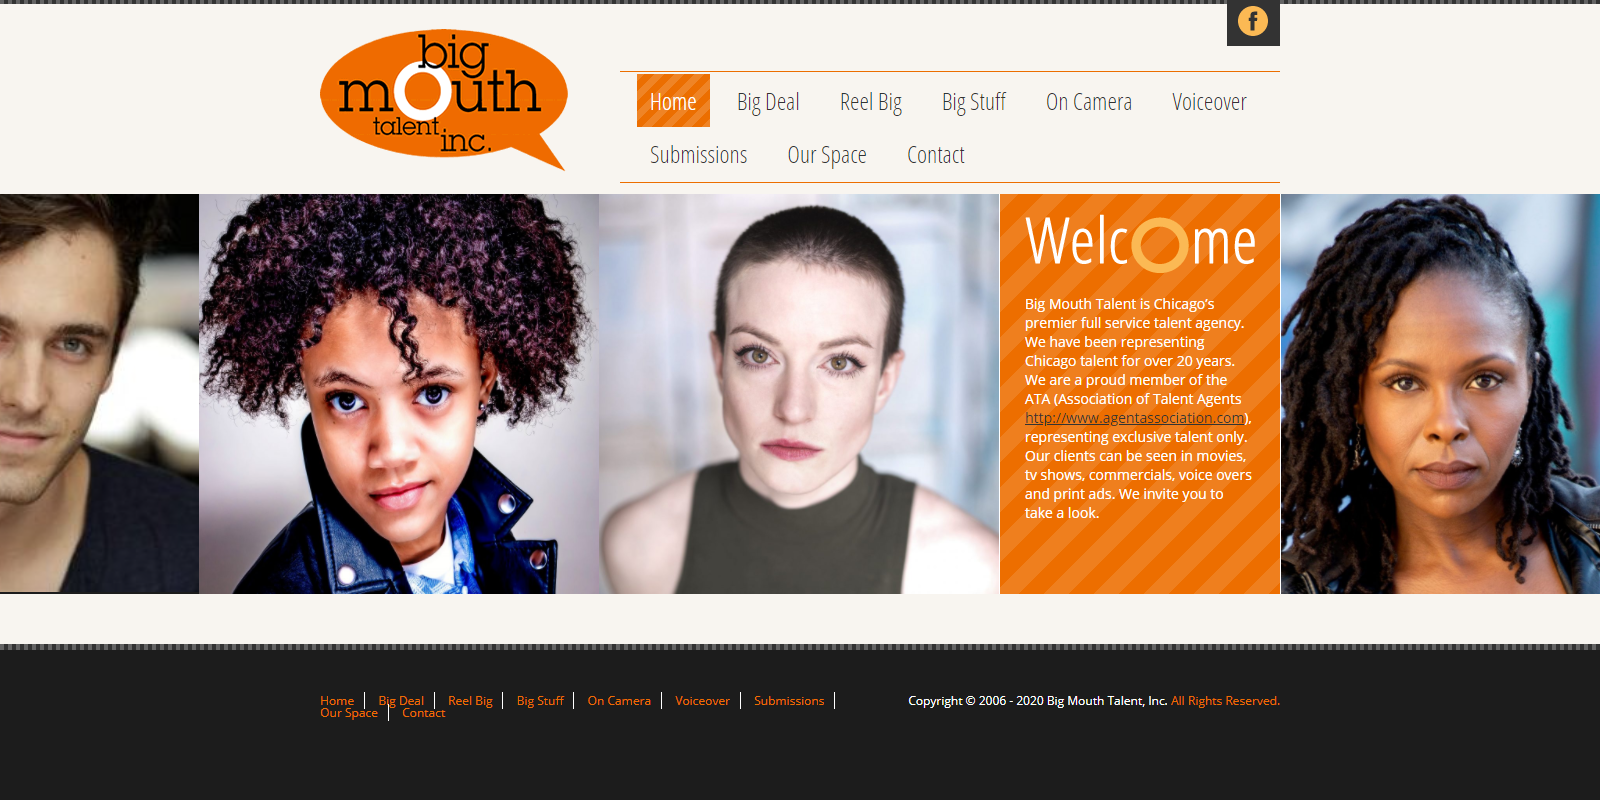 big
mouth
talent
inc.
Home Big Deal Reel Big Big Stuff On Camera Voiceover
Submissions Our Space Contact
Welcome
Big Mouth Talent is Chicago's
premier full service talent agency.
We have been representing
Chicago talent for over 20 years.
We are a proud member of the
ATA (Association of Talent Agents
http://www.agentassociation.com),
representing exclusive talent only.
Our clients can be seen in movies,
tv shows, commercials, voice overs
and print ads. We invite you to
take a look.
Home Big Deal Reel Big Big Stuff On Camera Voiceover Submissions
Our Space Contact
Copyright © 2006 - 2020 Big Mouth Talent, Inc. All Rights Reserved.